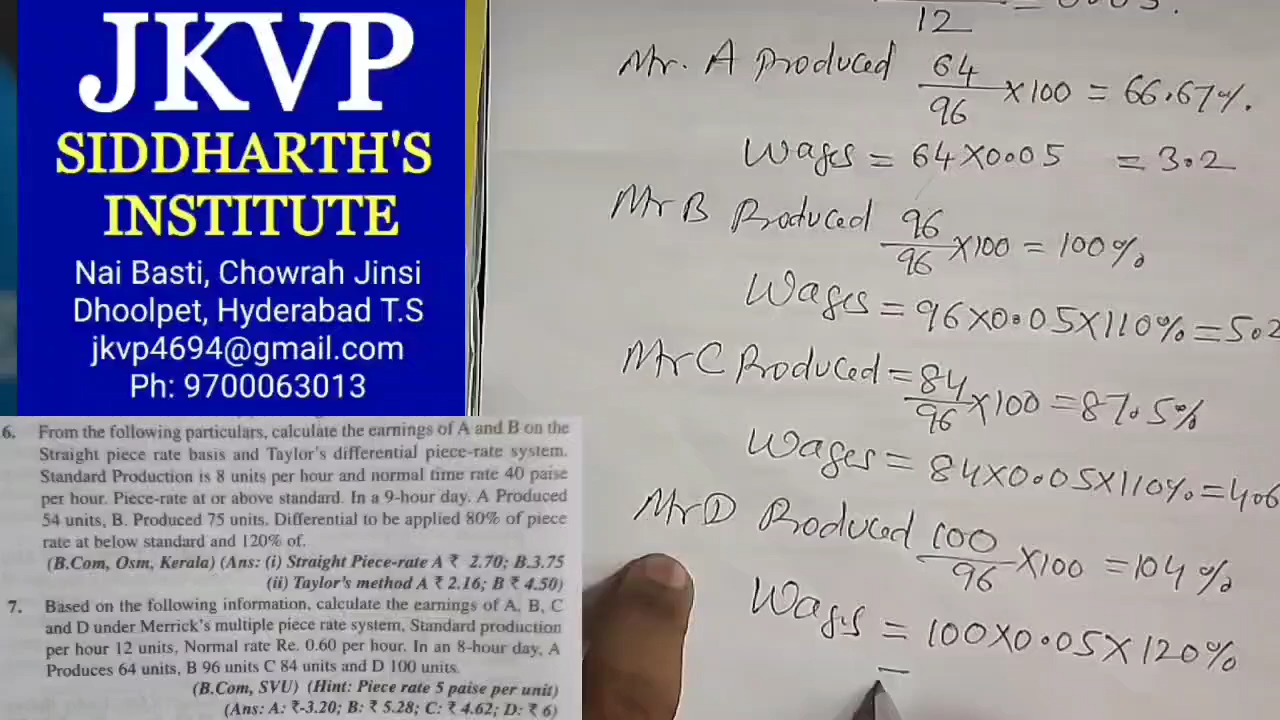 JKVP
SIDDHARTH'S
INSTITUTE
Nai Basti, Chowrah Jinsi
Dhoolpet, Hyderabad T.S
jkvp4694@gmail.com
Ph: 9700063013
6. From the following particulars, calculate the earnings of A and B on the
Straight piece rate basis and Taylor's differential piece-rate system.
Standard Production is 8 units per hour and normal time rate 40 paise
per hour. Piece-rate at or above standard. In a 9-hour day. A Produced
54 units, B. Produced 75 units. Differential to be applied 80% of piece
rate at below standard and 120% of.
(B.Com, Osm, Kerala) (Ans: (i) Straight Piece-rate A ₹ 2.70; B.3.75
(ii) Taylor's method A ₹ 2.16; B ₹ 4.50)
7. Based on the following information, calculate the earnings of A, B, C
and D under Merrick's multiple piece rate system, Standard production
per hour 12 units, Normal rate Re. 0.60 per hour. In an 8-hour day, A
Produces 64 units, B 96 units C 84 units and D 100 units.
(B.Com, SVU) (Hint: Piece rate 5 paise per unit)
(Ans: A: ₹-3.20; B: ₹ 5.28; C: ₹ 4.62; D: ₹ 6)
12
Mr. A Produced 64/96 × 100 = 66.67%.
Wages = 64×0.05 = 3.2
Mr B Produced 96/96 × 100 = 100%
Wages = 96×0.05×110% = 5.2
Mr C Produced = 84/96 × 100 = 87.5%
Wages = 84×0.05×110% = 4.6
Mr D Produced 100/96 × 100 = 104%
Wages = 100×0.05×120%